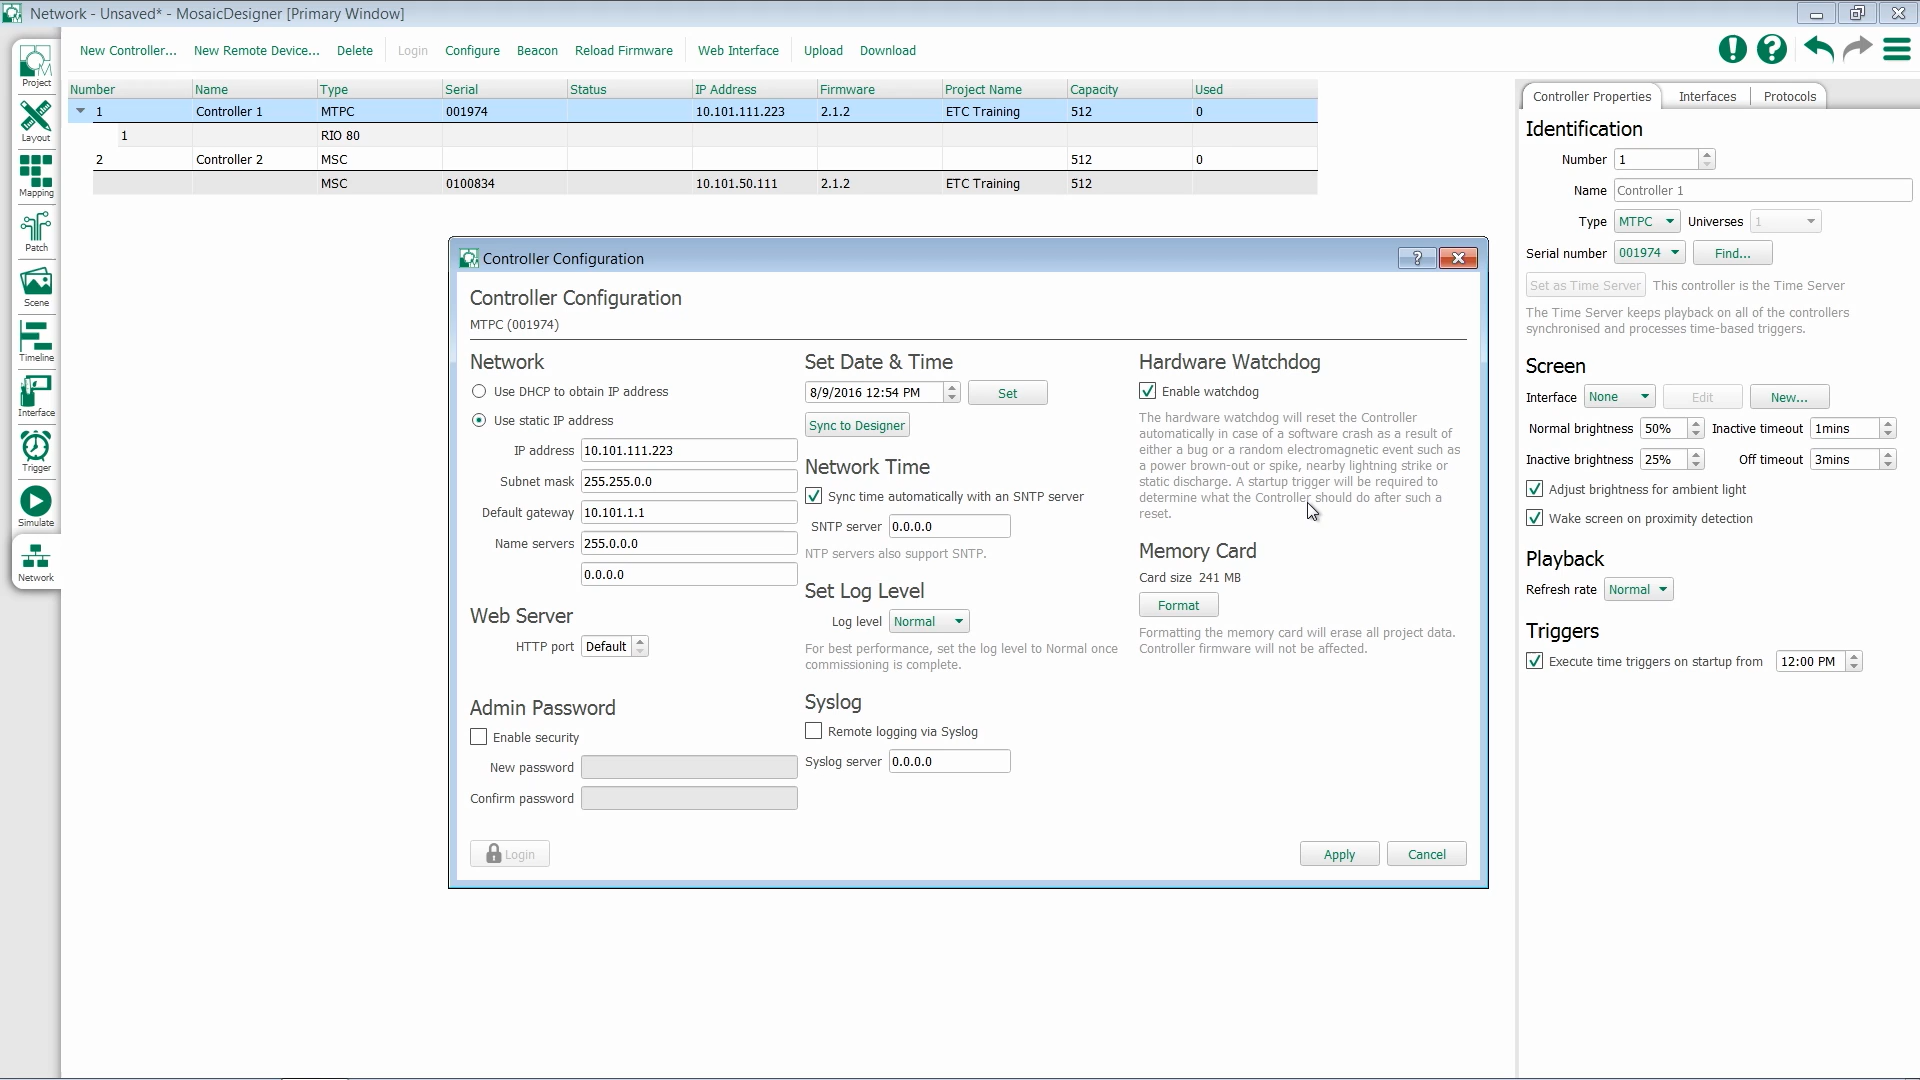 Network - Unsaved* - MosaicDesigner [Primary Window]
New Controller... New Remote Device... Delete Login Configure Beacon Reload Firmware Web Interface Upload Download
Project
Layout
Mapping
Patch
Scene
Timeline
Interface
Trigger
Simulate
Network
Number Name Type Serial Status IP Address Firmware Project Name Capacity Used
1 Controller 1 MTPC 001974 10.101.111.223 2.1.2 ETC Training 512 0
1 RIO 80
2 Controller 2 MSC 512 0
MSC 0100834 10.101.50.111 2.1.2 ETC Training 512
Controller Configuration
Controller Configuration
MTPC (001974)
Network
Use DHCP to obtain IP address
Use static IP address
IP address 10.101.111.223
Subnet mask 255.255.0.0
Default gateway 10.101.1.1
Name servers 255.0.0.0
0.0.0.0
Web Server
HTTP port Default
Admin Password
Enable security
New password
Confirm password
Login
Set Date & Time
8/9/2016 12:54 PM Set
Sync to Designer
Network Time
Sync time automatically with an SNTP server
SNTP server 0.0.0.0
NTP servers also support SNTP.
Set Log Level
Log level Normal
For best performance, set the log level to Normal once
commissioning is complete.
Syslog
Remote logging via Syslog
Syslog server 0.0.0.0
Hardware Watchdog
Enable watchdog
The hardware watchdog will reset the Controller
automatically in case of a software crash as a result of
either a bug or a random electromagnetic event such as
a power brown-out or spike, nearby lightning strike or
static discharge. A startup trigger will be required to
determine what the Controller should do after such a
reset.
Memory Card
Card size 241 MB
Format
Formatting the memory card will erase all project data.
Controller firmware will not be affected.
Apply Cancel
Controller Properties Interfaces Protocols
Identification
Number 1
Name Controller 1
Type MTPC Universes 1
Serial number 001974 Find...
Set as Time Server This controller is the Time Server
The Time Server keeps playback on all of the controllers
synchronised and processes time-based triggers.
Screen
Interface None Edit New...
Normal brightness 50% Inactive timeout 1mins
Inactive brightness 25% Off timeout 3mins
Adjust brightness for ambient light
Wake screen on proximity detection
Playback
Refresh rate Normal
Triggers
Execute time triggers on startup from 12:00 PM